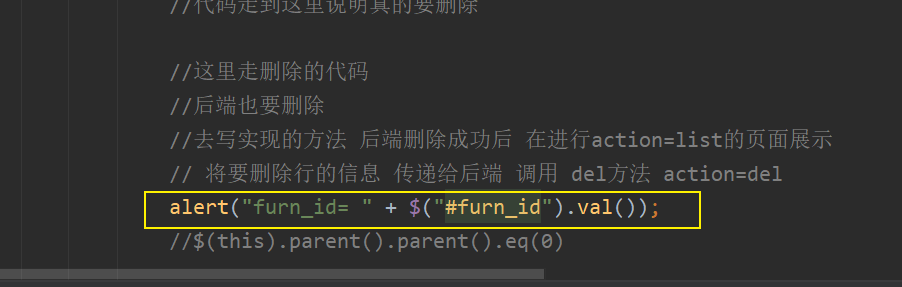 //代码走到这里说明真的要删除
//这里走删除的代码
//后端也要删除
//去写实现的方法 后端删除成功后 在进行action=list的页面展示
// 将要删除行的信息 传递给后端 调用 del方法 action=del
alert("furn_id= " + $("#furn_id").val());
//$(this).parent().parent().eq(0)